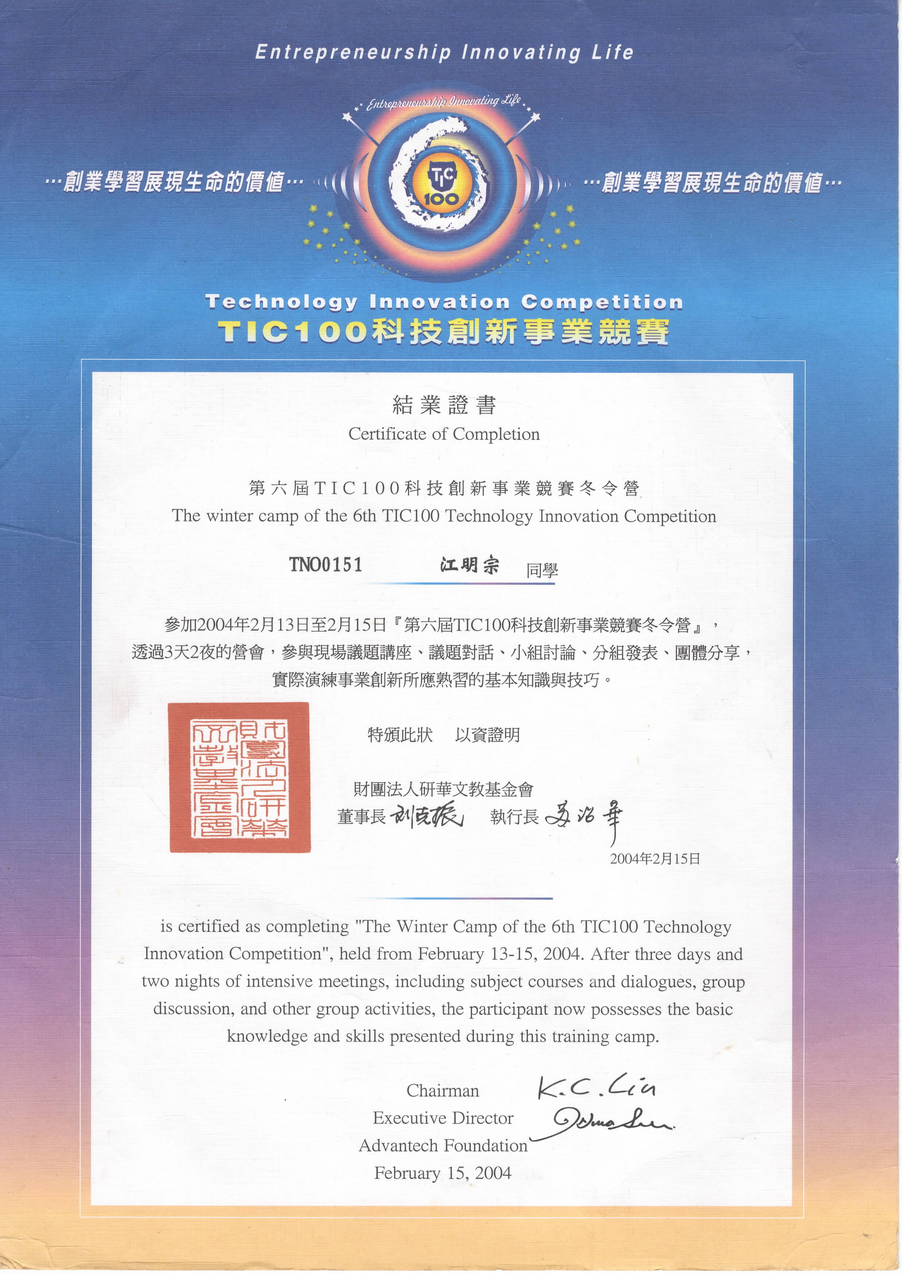 Entrepreneurship Innovating Life
Entrepreneurship Innovating Life
…創業學習展現生命的價值…
TIC
100
…創業學習展現生命的價值…
Technology Innovation Competition
TIC100科技創新事業競賽
結業證書
Certificate of Completion
第六屆TIC100科技創新事業競賽冬令營
The winter camp of the 6th TIC100 Technology Innovation Competition
TNO0151 江明宗 同學
參加2004年2月13日至2月15日『第六屆TIC100科技創新事業競賽冬令營』，
透過3天2夜的營會，參與現場議題講座、議題對話、小組討論、分組發表、團體分享，
實際演練事業創新所應熟習的基本知識與技巧。
特頒此狀 以資證明
財團法人研華文教基金會
財團法人研華文教基金會
董事長 劉克振 執行長
2004年2月15日
is certified as completing "The Winter Camp of the 6th TIC100 Technology
Innovation Competition", held from February 13-15, 2004. After three days and
two nights of intensive meetings, including subject courses and dialogues, group
discussion, and other group activities, the participant now possesses the basic
knowledge and skills presented during this training camp.
Chairman K.C. Liu
Executive Director
Advantech Foundation
February 15, 2004